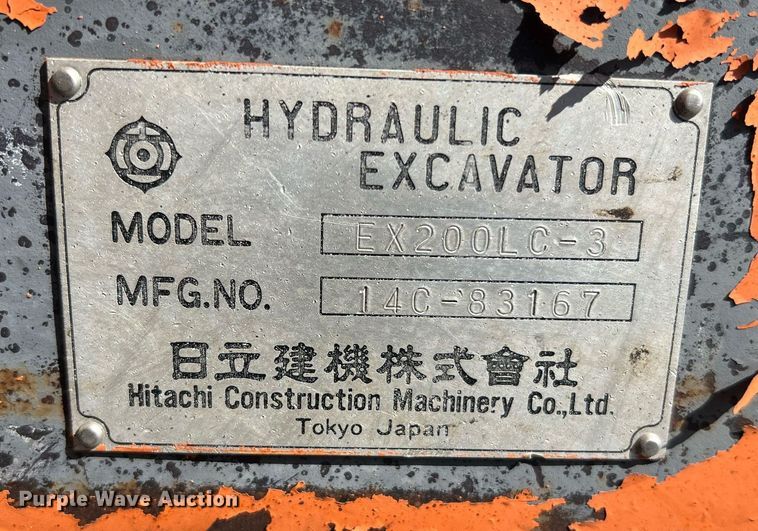 HYDRAULIC
EXCAVATOR
MODEL EX200LC-3
MFG.NO. 14C-83167
日立建機株式會社
Hitachi Construction Machinery Co.,Ltd.
Tokyo Japan
Purple Wave Auction